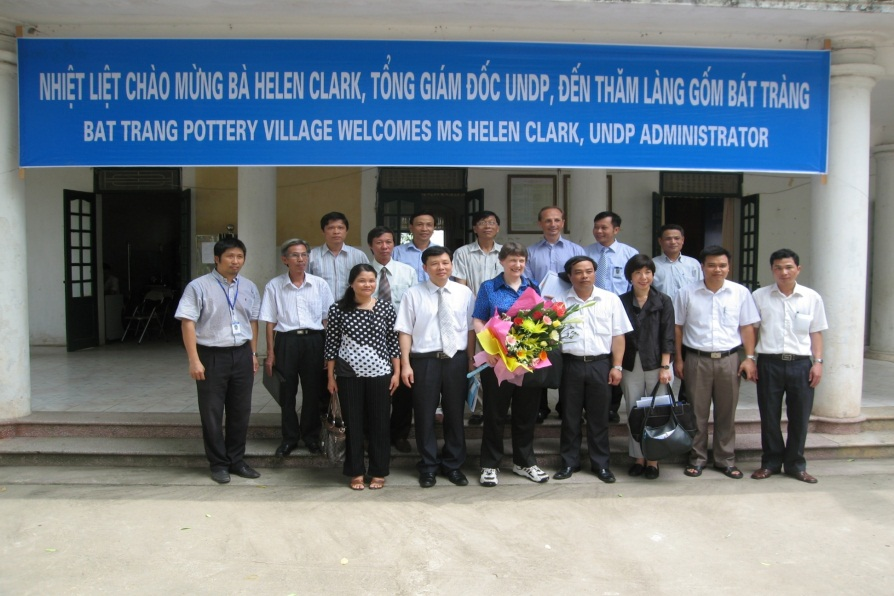 NHIỆT LIỆT CHÀO MỪNG BÀ HELEN CLARK, TỔNG GIÁM ĐỐC UNDP, ĐẾN THĂM LÀNG GỐM BÁT TRÀNG
BAT TRANG POTTERY VILLAGE WELCOMES MS HELEN CLARK, UNDP ADMINISTRATOR